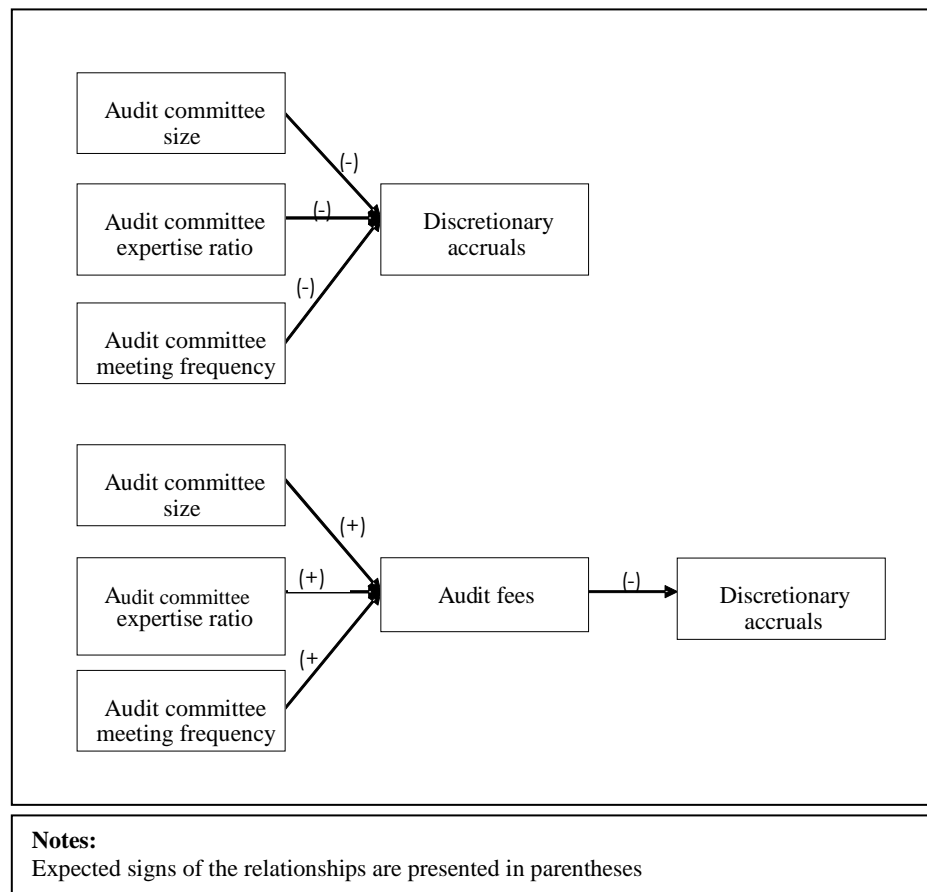 Audit committee
size
(-)
Audit committee
expertise ratio
(-)
Discretionary
accruals
(-)
Audit committee
meeting frequency
Audit committee
size
(+)
Audit committee
expertise ratio
(+)
Audit fees
(-)
Discretionary
accruals
(+
Audit committee
meeting frequency
Notes:
Expected signs of the relationships are presented in parentheses